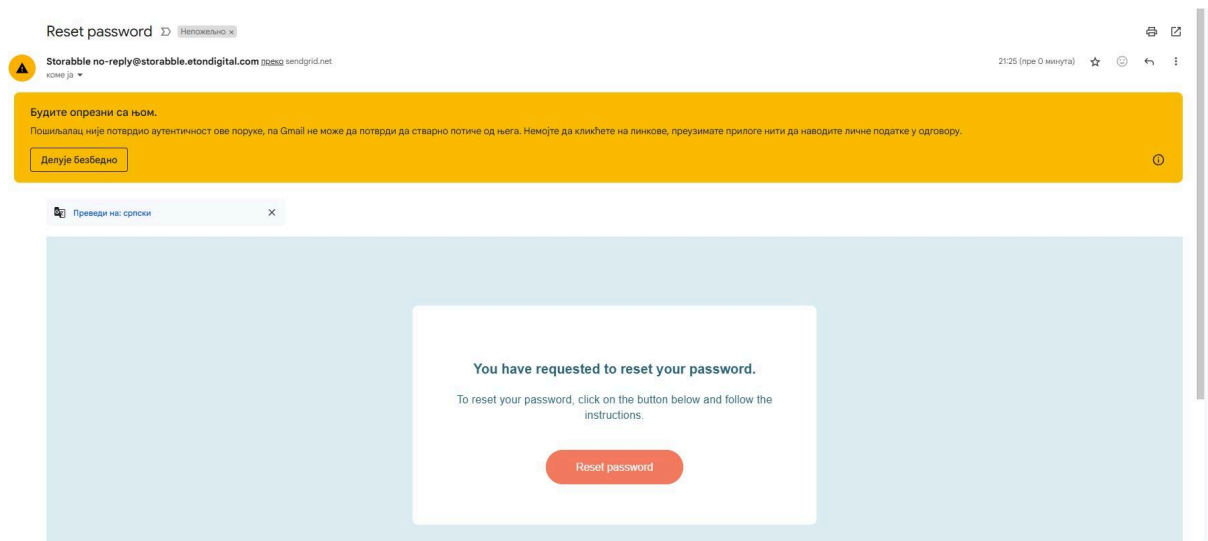 Reset password Непожељно ×
Storabble no-reply@storabble.etondigital.com преко sendgrid.net 21:25 (пре 0 минута)
коме ја
Будите опрезни са њом.
Пошиљалац није потврдио аутентичност ове поруке, па Gmail не може да потврди да стварно потиче од њега. Немојте да кликћете на линкове, преузимате прилоге нити да наводите личне податке у одговору.
Делује безбедно
Преведи на: српски ×
You have requested to reset your password.
To reset your password, click on the button below and follow the
instructions.
Reset password